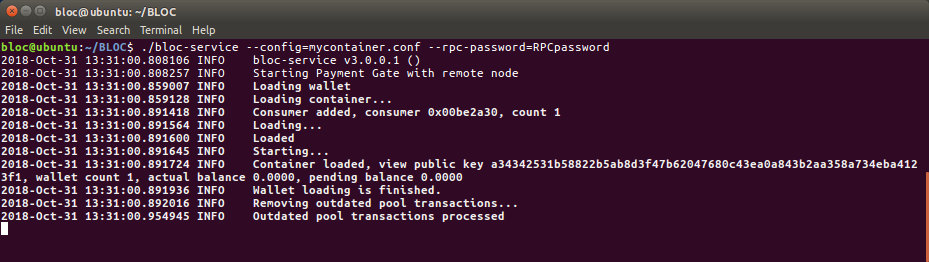 bloc@ubuntu: ~/BLOC
File Edit View Search Terminal Help
bloc@ubuntu:~/BLOC$ ./bloc-service --config=mycontainer.conf --rpc-password=RPCpassword
2018-Oct-31 13:31:00.808106 INFO    bloc-service v3.0.0.1 ()
2018-Oct-31 13:31:00.808257 INFO    Starting Payment Gate with remote node
2018-Oct-31 13:31:00.859007 INFO    Loading wallet
2018-Oct-31 13:31:00.859128 INFO    Loading container...
2018-Oct-31 13:31:00.891418 INFO    Consumer added, consumer 0x00be2a30, count 1
2018-Oct-31 13:31:00.891564 INFO    Loading...
2018-Oct-31 13:31:00.891600 INFO    Loaded
2018-Oct-31 13:31:00.891645 INFO    Starting...
2018-Oct-31 13:31:00.891724 INFO    Container loaded, view public key a34342531b58822b5ab8d3f47b62047680c43ea0a843b2aa358a734eba412
3f1, wallet count 1, actual balance 0.0000, pending balance 0.0000
2018-Oct-31 13:31:00.891936 INFO    Wallet loading is finished.
2018-Oct-31 13:31:00.892016 INFO    Removing outdated pool transactions...
2018-Oct-31 13:31:00.954945 INFO    Outdated pool transactions processed